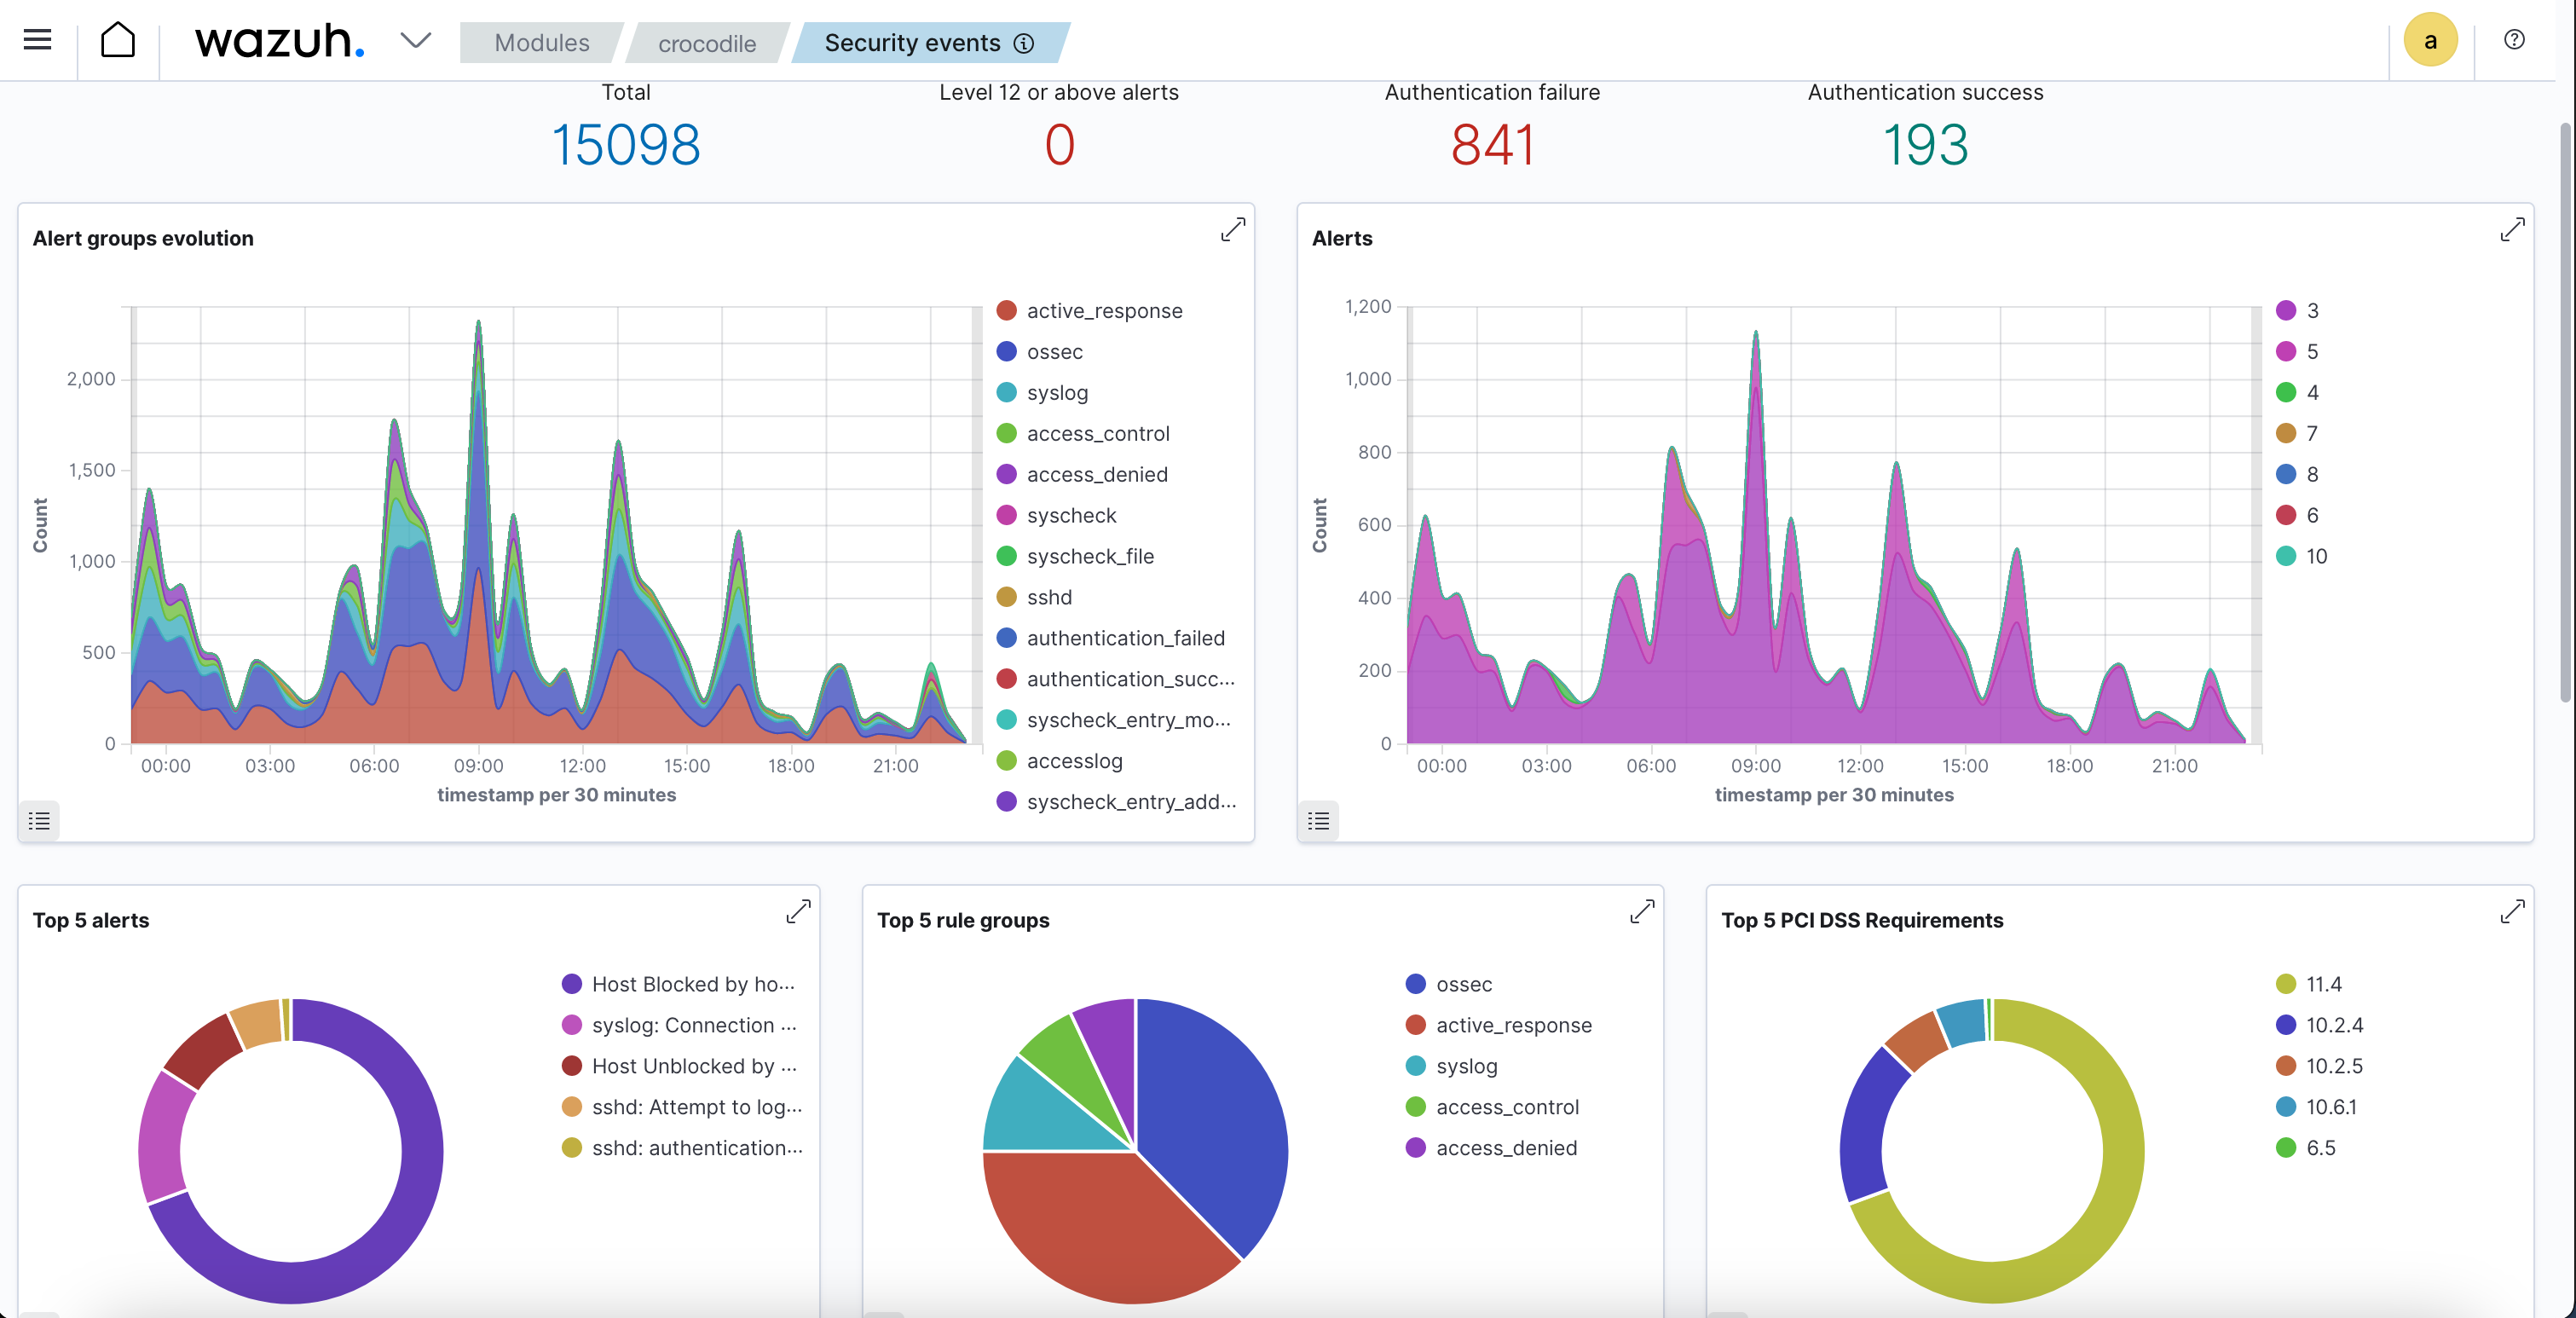 wazuh.
Modules
crocodile
Security events
a
Total
Level 12 or above alerts
Authentication failure
Authentication success
15098
0
841
193
Alert groups evolution
Count
2,000
1,500
1,000
500
0
00:00 03:00 06:00 09:00 12:00 15:00 18:00 21:00
timestamp per 30 minutes
active_response
ossec
syslog
access_control
access_denied
syscheck
syscheck_file
sshd
authentication_failed
authentication_succ...
syscheck_entry_mo...
accesslog
syscheck_entry_add...
Alerts
Count
1,200
1,000
800
600
400
200
0
00:00 03:00 06:00 09:00 12:00 15:00 18:00 21:00
timestamp per 30 minutes
3
5
4
7
8
6
10
Top 5 alerts
Host Blocked by ho...
syslog: Connection ...
Host Unblocked by ...
sshd: Attempt to log...
sshd: authentication...
Top 5 rule groups
ossec
active_response
syslog
access_control
access_denied
Top 5 PCI DSS Requirements
11.4
10.2.4
10.2.5
10.6.1
6.5